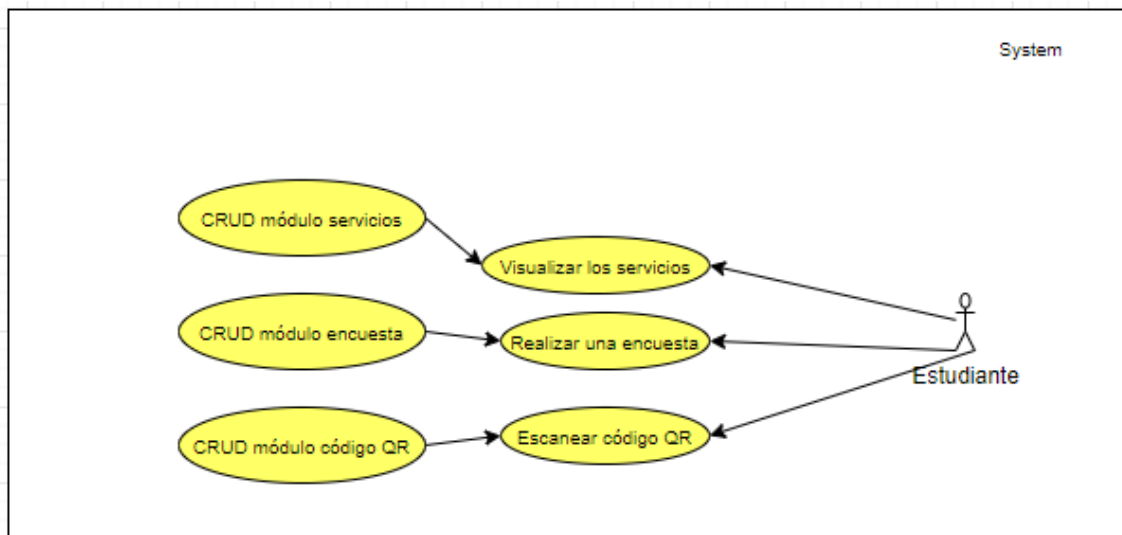 System
CRUD módulo servicios
Visualizar los servicios
CRUD módulo encuesta
Realizar una encuesta
Estudiante
CRUD módulo código QR
Escanear código QR